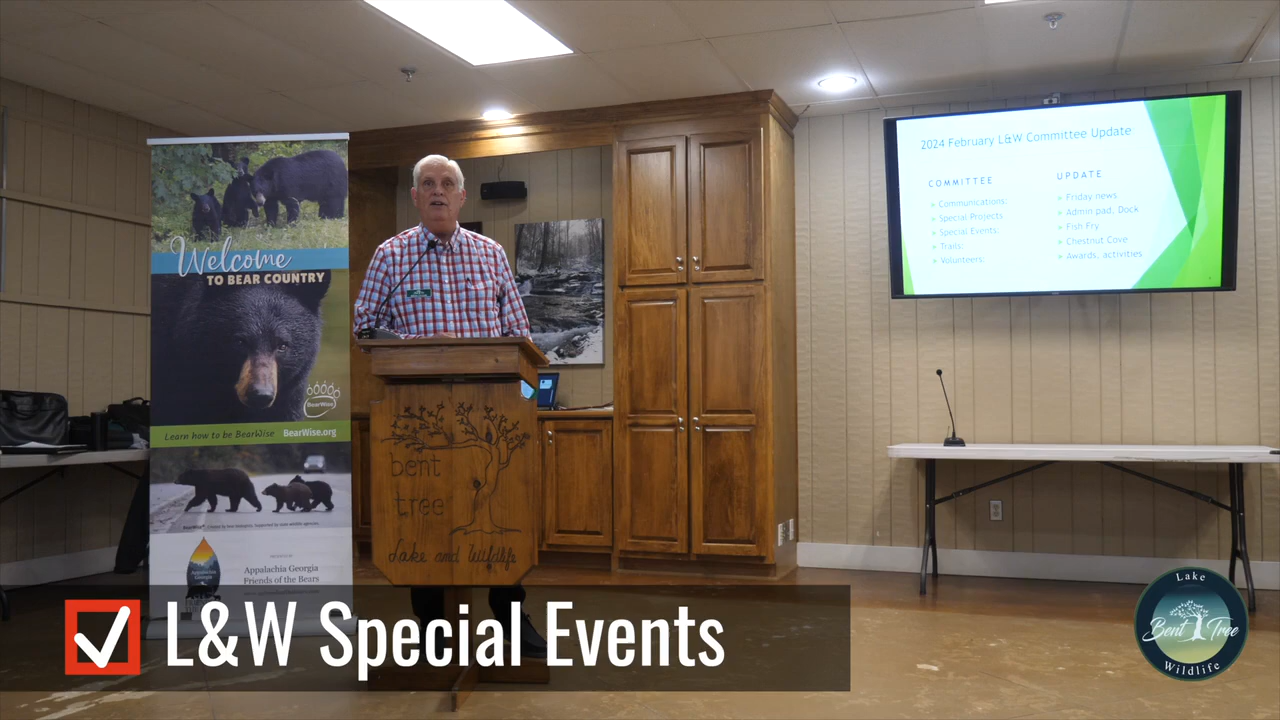 Welcome
TO BEAR COUNTRY
BearWise
Learn how to be BearWise BearWise.org
Appalachia
Georgia
Appalachia Georgia
Friends of the Bears
bent
tree
Lake and Wildlife
2024 February L&W Committee Update
COMMITTEE
Communications:
Special Projects
Special Events:
Trails:
Volunteers:
UPDATE
Friday news
Admin pad, Dock
Fish Fry
Chestnut Cove
Awards, activities
L&W Special Events
Lake
Bent Tree
Wildlife